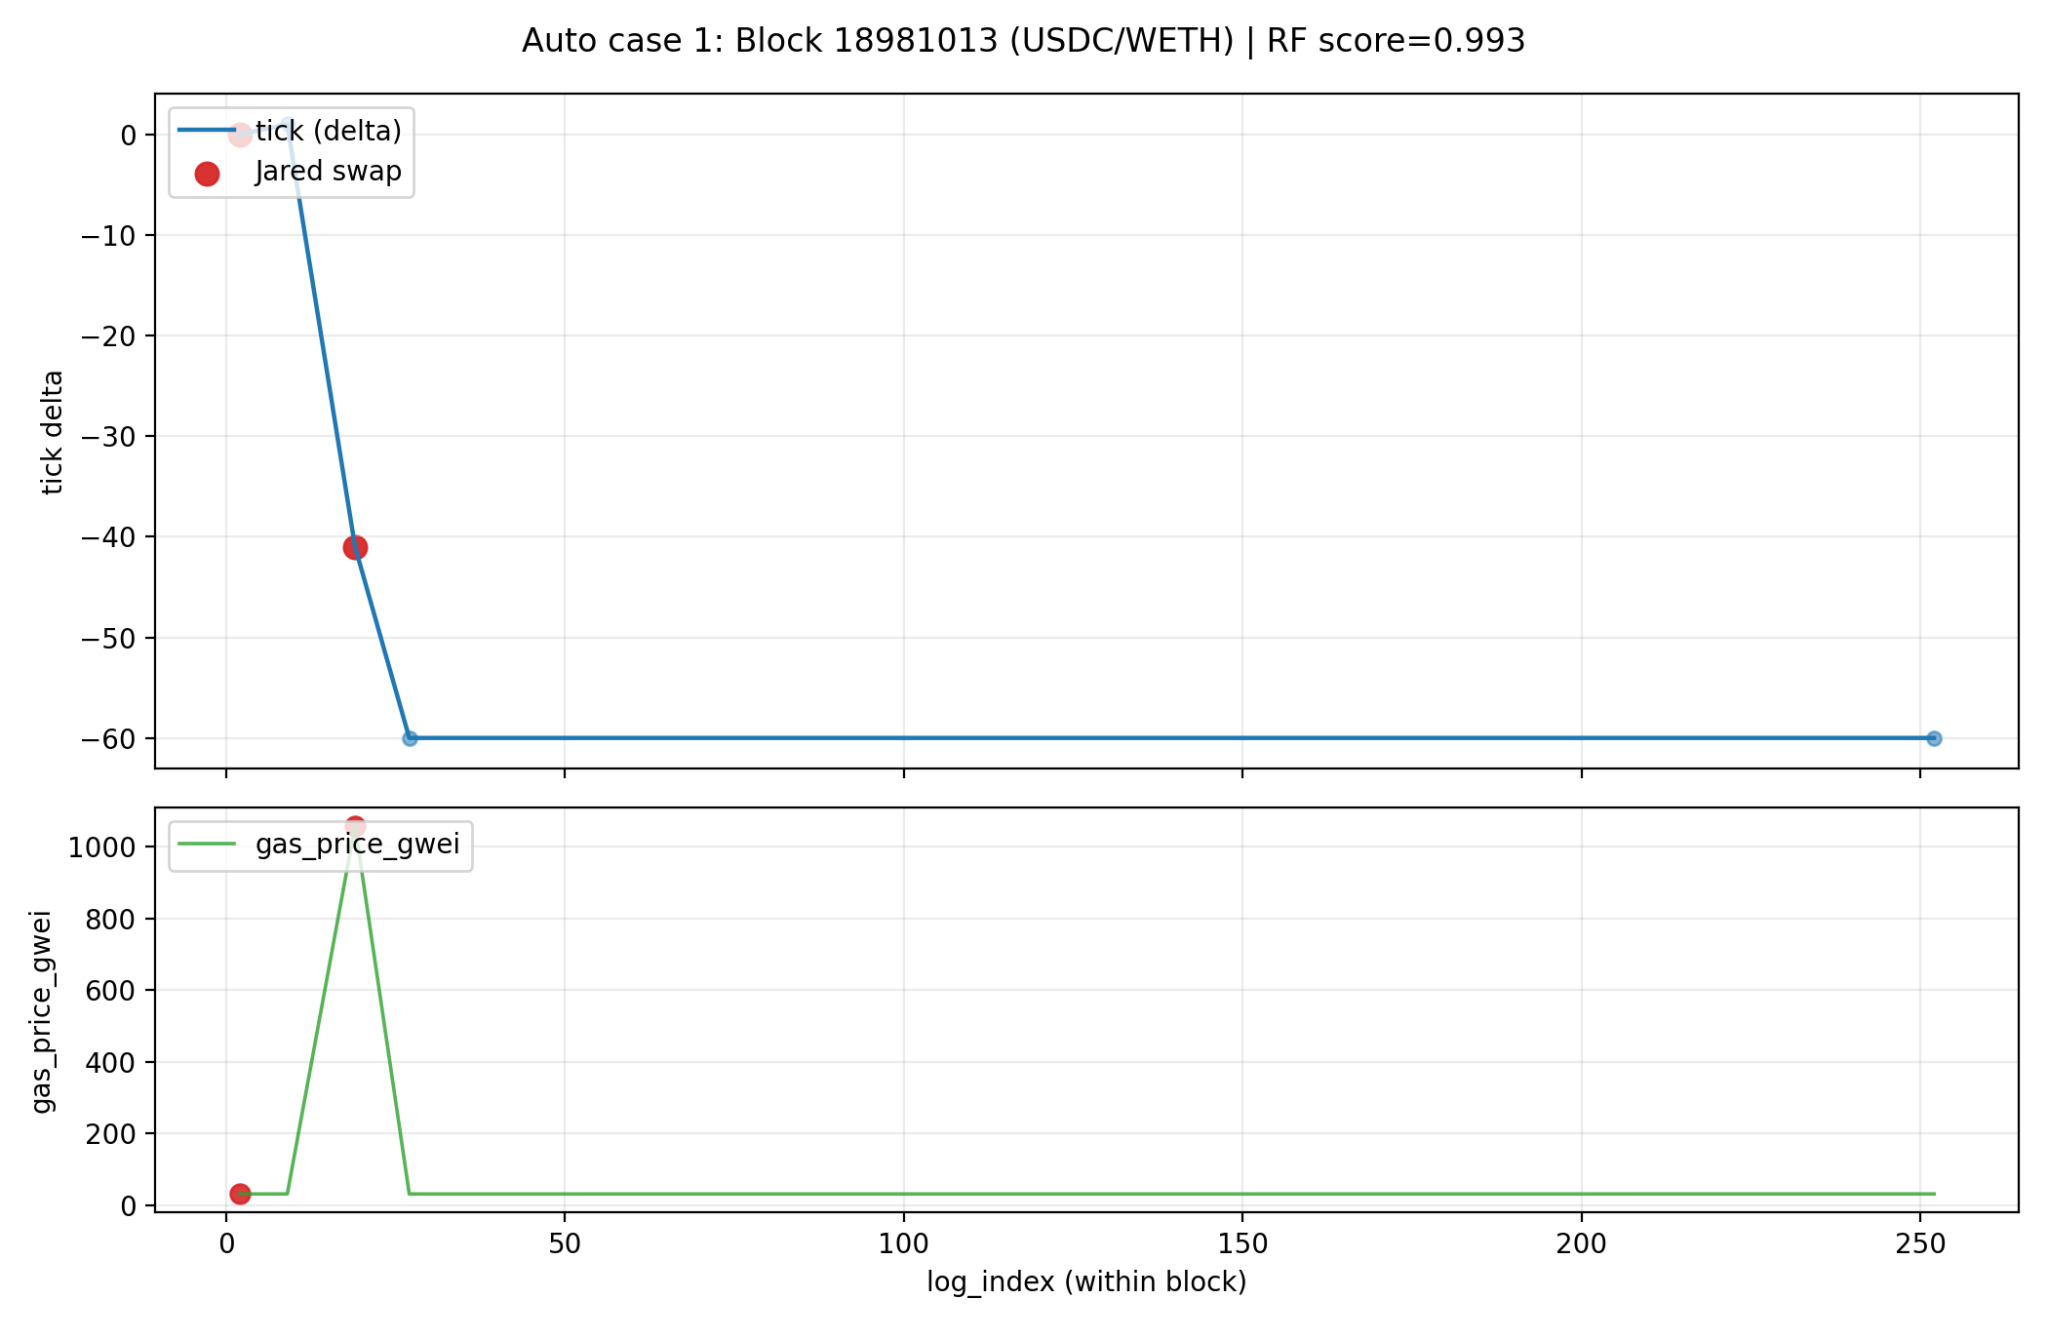 Auto case 1: Block 18981013 (USDC/WETH) | RF score=0.993
tick (delta)
Jared swap
0
−10
−20
−30
−40
−50
−60
tick delta
gas_price_gwei
1000
800
600
400
200
0
gas_price_gwei
0 50 100 150 200 250
log_index (within block)